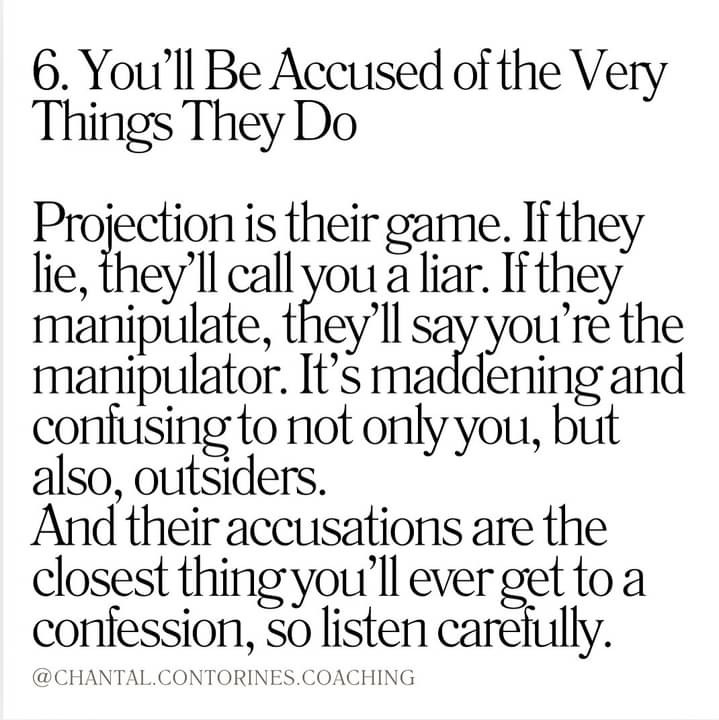 6. You'll Be Accused of the Very
Things They Do
Projection is their game. If they
lie, they'll call you a liar. If they
manipulate, they'll say you're the
manipulator. It's maddening and
confusing to not only you, but
also, outsiders.
And their accusations are the
closest thing you'll ever get to a
confession, so listen carefully.
@CHANTAL.CONTORINES.COACHING